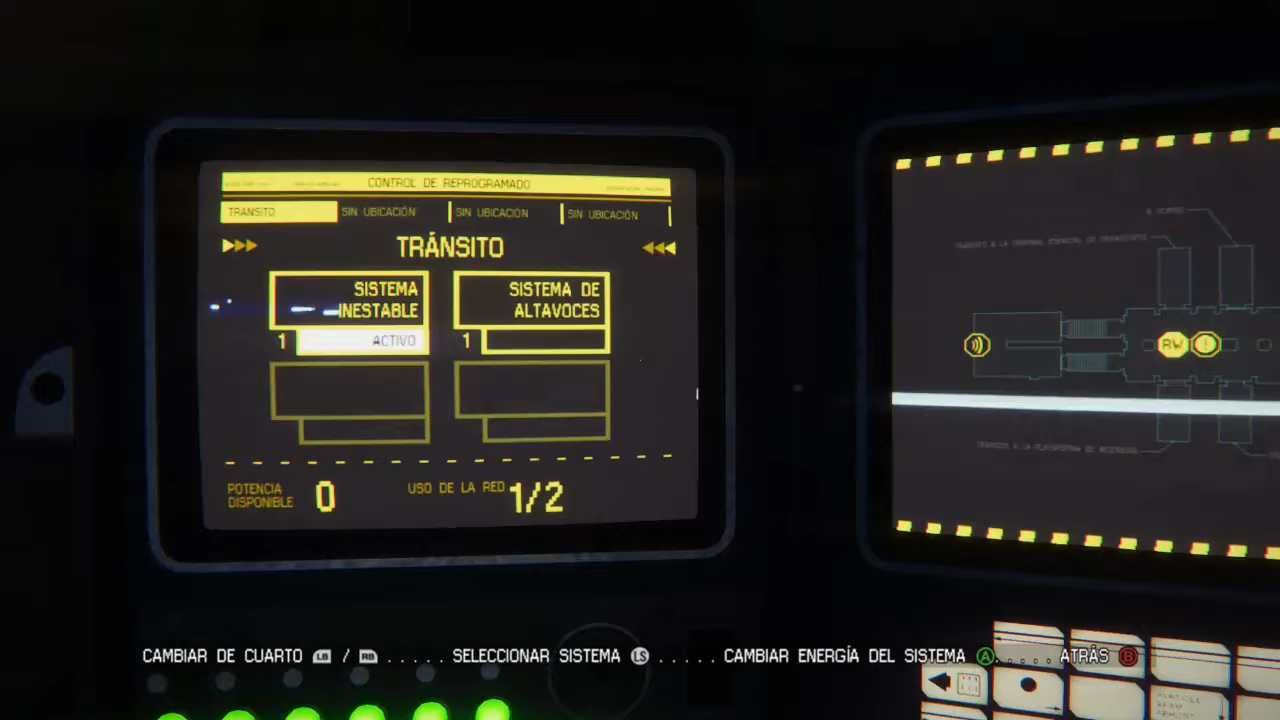 CONTROL DE REPROGRAMADO
TRÁNSITO
SIN UBICACIÓN
SIN UBICACIÓN
SIN UBICACIÓN
TRÁNSITO
SISTEMA
INESTABLE
1
ACTIVO
SISTEMA DE
ALTAVOCES
1
POTENCIA
DISPONIBLE
0
USO DE LA RED
1/2
RW
!
CAMBIAR DE CUARTO LB / RB ..... SELECCIONAR SISTEMA LS ..... CAMBIAR ENERGÍA DEL SISTEMA A ..... ATRÁS B